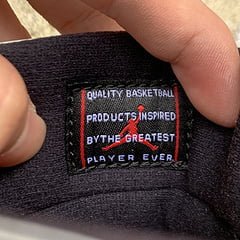 QUALITY BASKETBALL
PRODUCTS INSPIRED
BY THE GREATEST
PLAYER EVER.